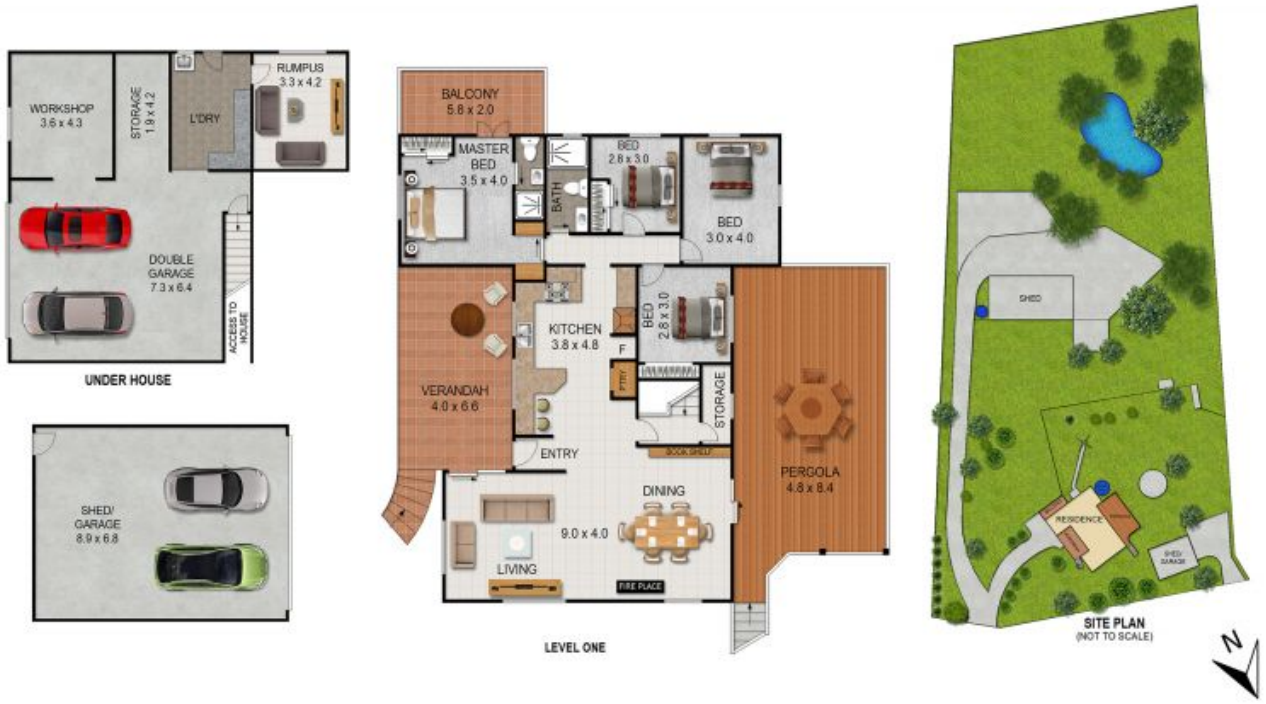 WORKSHOP
3.6 x 4.3
STORAGE
1.9 x 4.2
L'DRY
RUMPUS
3.3 x 4.2
DOUBLE
GARAGE
7.3 x 6.4
ACCESS TO
HOUSE
UNDER HOUSE
SHED/
GARAGE
8.9 x 6.8
BALCONY
5.6 x 2.0
MASTER
BED
3.5 x 4.0
BATH
BED
2.8 x 3.0
BED
3.0 x 4.0
KITCHEN
3.8 x 4.8
BED
2.8 x 3.0
F
PTRY
STORAGE
VERANDAH
4.0 x 6.6
ENTRY
BOOK SHELF
PERGOLA
4.8 x 8.4
DINING
9.0 x 4.0
LIVING
FIRE PLACE
LEVEL ONE
SHED
RESIDENCE
SHED/
GARAGE
SITE PLAN
(NOT TO SCALE)
N